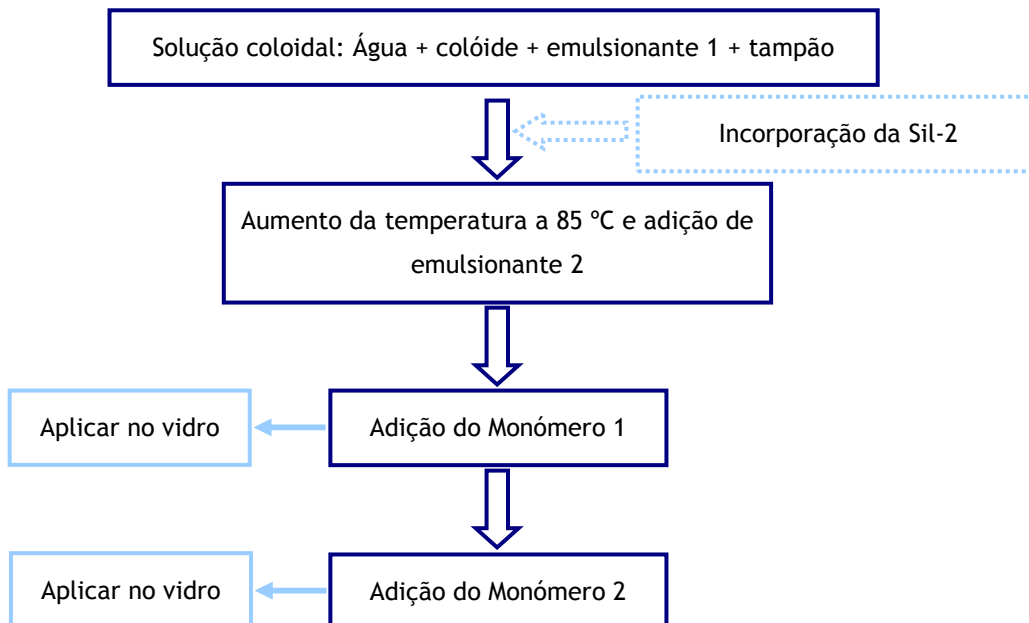 Solução coloidal: Água + colóide + emulsionante 1 + tampão
Incorporação da Sil-2
Aumento da temperatura a 85 ºC e adição de
emulsionante 2
Aplicar no vidro
Adição do Monómero 1
Aplicar no vidro
Adição do Monómero 2